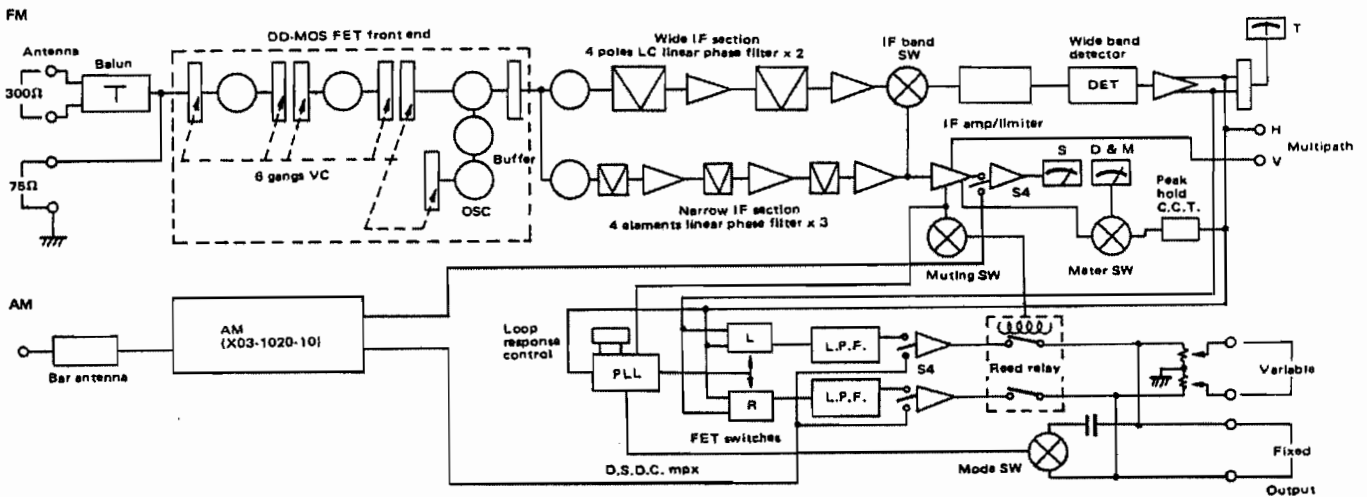 FM
Antenna
300Ω
Balun
T
75Ω
DD-MOS FET front end
6 gangs VC
OSC
Buffer
Wide IF section
4 poles LC linear phase filter x 2
Narrow IF section
4 elements linear phase filter x 3
IF band
SW
Wide band
detector
DET
T
H
V
Multipath
IF amp/limiter
S
D & M
S4
Peak
hold
C.C.T.
Muting SW
Mater SW
AM
Bar antenna
AM
(X03-1020-10)
Loop
response
control
PLL
L
R
FET switches
L.P.F.
L.P.F.
S4
Reed relay
Variable
D.S.D.C. mpx
Mode SW
Fixed
Output